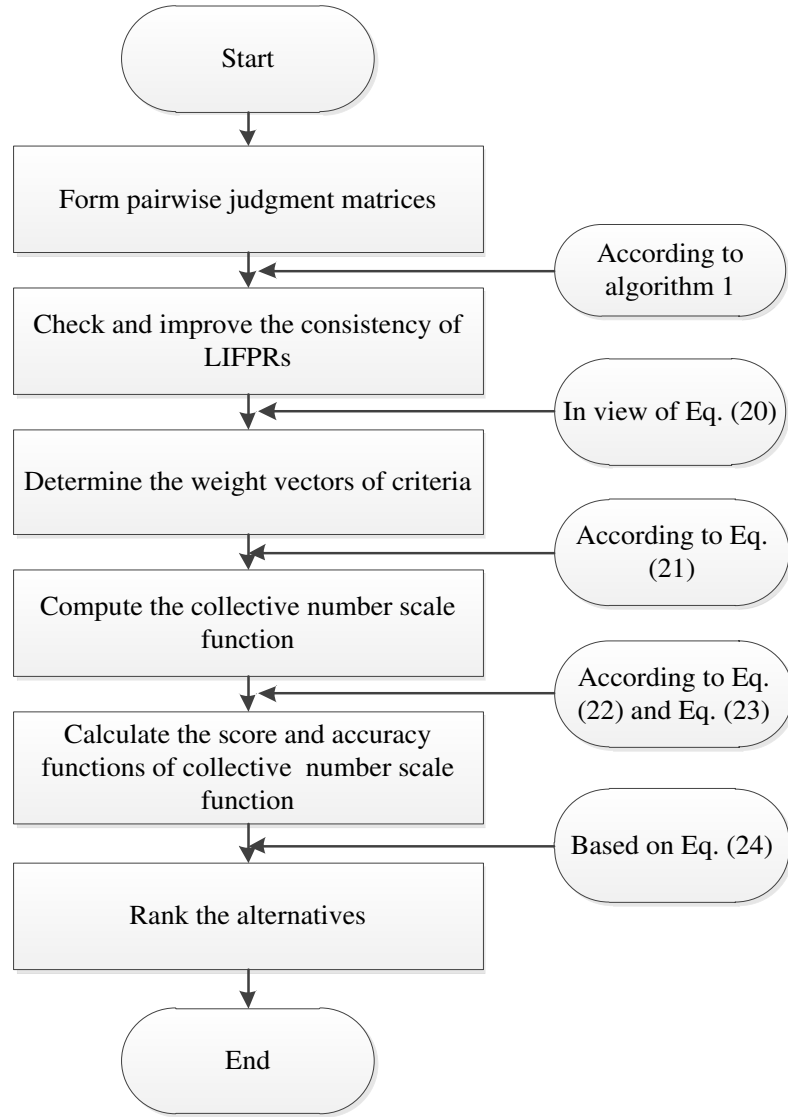 Start
Form pairwise judgment matrices
According to
algorithm 1
Check and improve the consistency of
LIFPRs
In view of Eq. (20)
Determine the weight vectors of criteria
According to Eq.
(21)
Compute the collective number scale
function
According to Eq.
(22) and Eq. (23)
Calculate the score and accuracy
functions of collective number scale
function
Based on Eq. (24)
Rank the alternatives
End